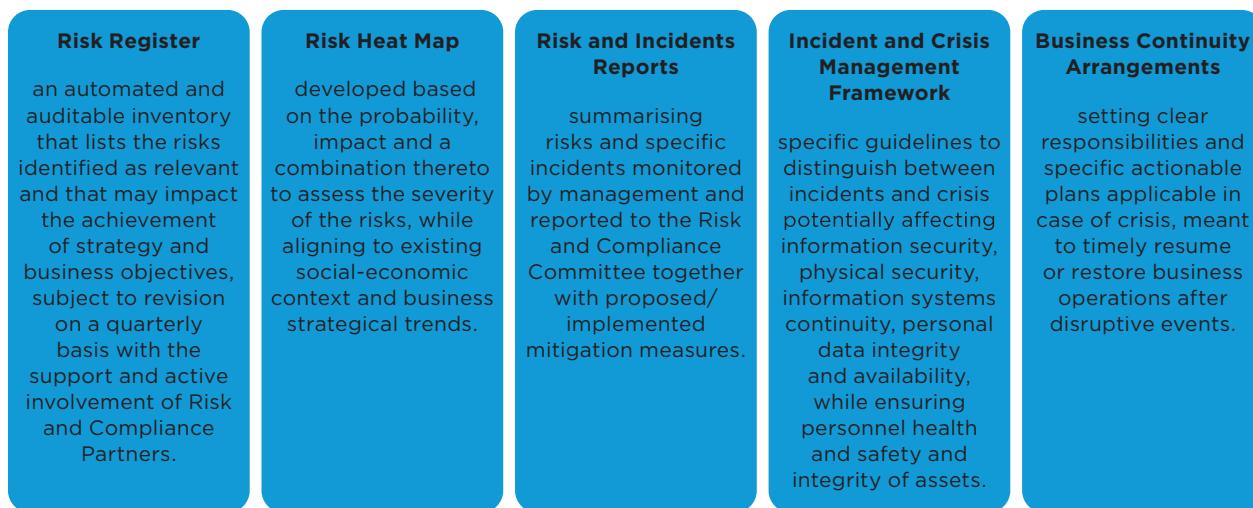 Risk Register
an automated and
auditable inventory
that lists the risks
identified as relevant
and that may impact
the achievement
of strategy and
business objectives,
subject to revision
on a quarterly
basis with the
support and active
involvement of Risk
and Compliance
Partners.
Risk Heat Map
developed based
on the probability,
impact and a
combination thereto
to assess the severity
of the risks, while
aligning to existing
social-economic
context and business
strategical trends.
Risk and Incidents
Reports
summarising
risks and specific
incidents monitored
by management and
reported to the Risk
and Compliance
Committee together
with proposed/
implemented
mitigation measures.
Incident and Crisis
Management
Framework
specific guidelines to
distinguish between
incidents and crisis
potentially affecting
information security,
physical security,
information systems
continuity, personal
data integrity
and availability,
while ensuring
personnel health
and safety and
integrity of assets.
Business Continuity
Arrangements
setting clear
responsibilities and
specific actionable
plans applicable in
case of crisis, meant
to timely resume
or restore business
operations after
disruptive events.